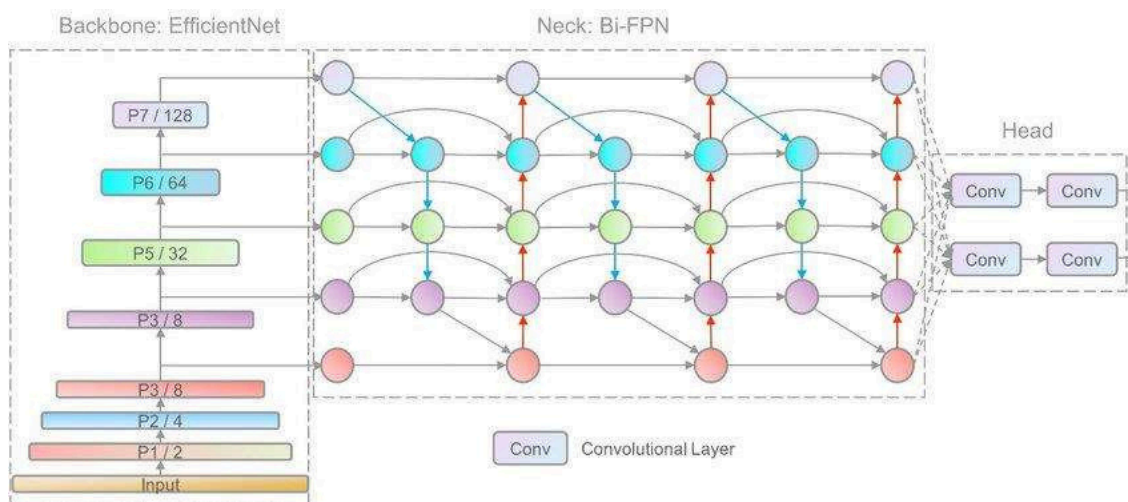 Backbone: EfficientNet
Neck: Bi-FPN
Head
P7 / 128
P6 / 64
P5 / 32
P3 / 8
P3 / 8
P2 / 4
P1 / 2
Input
Conv
Conv
Conv
Conv
Conv
Convolutional Layer